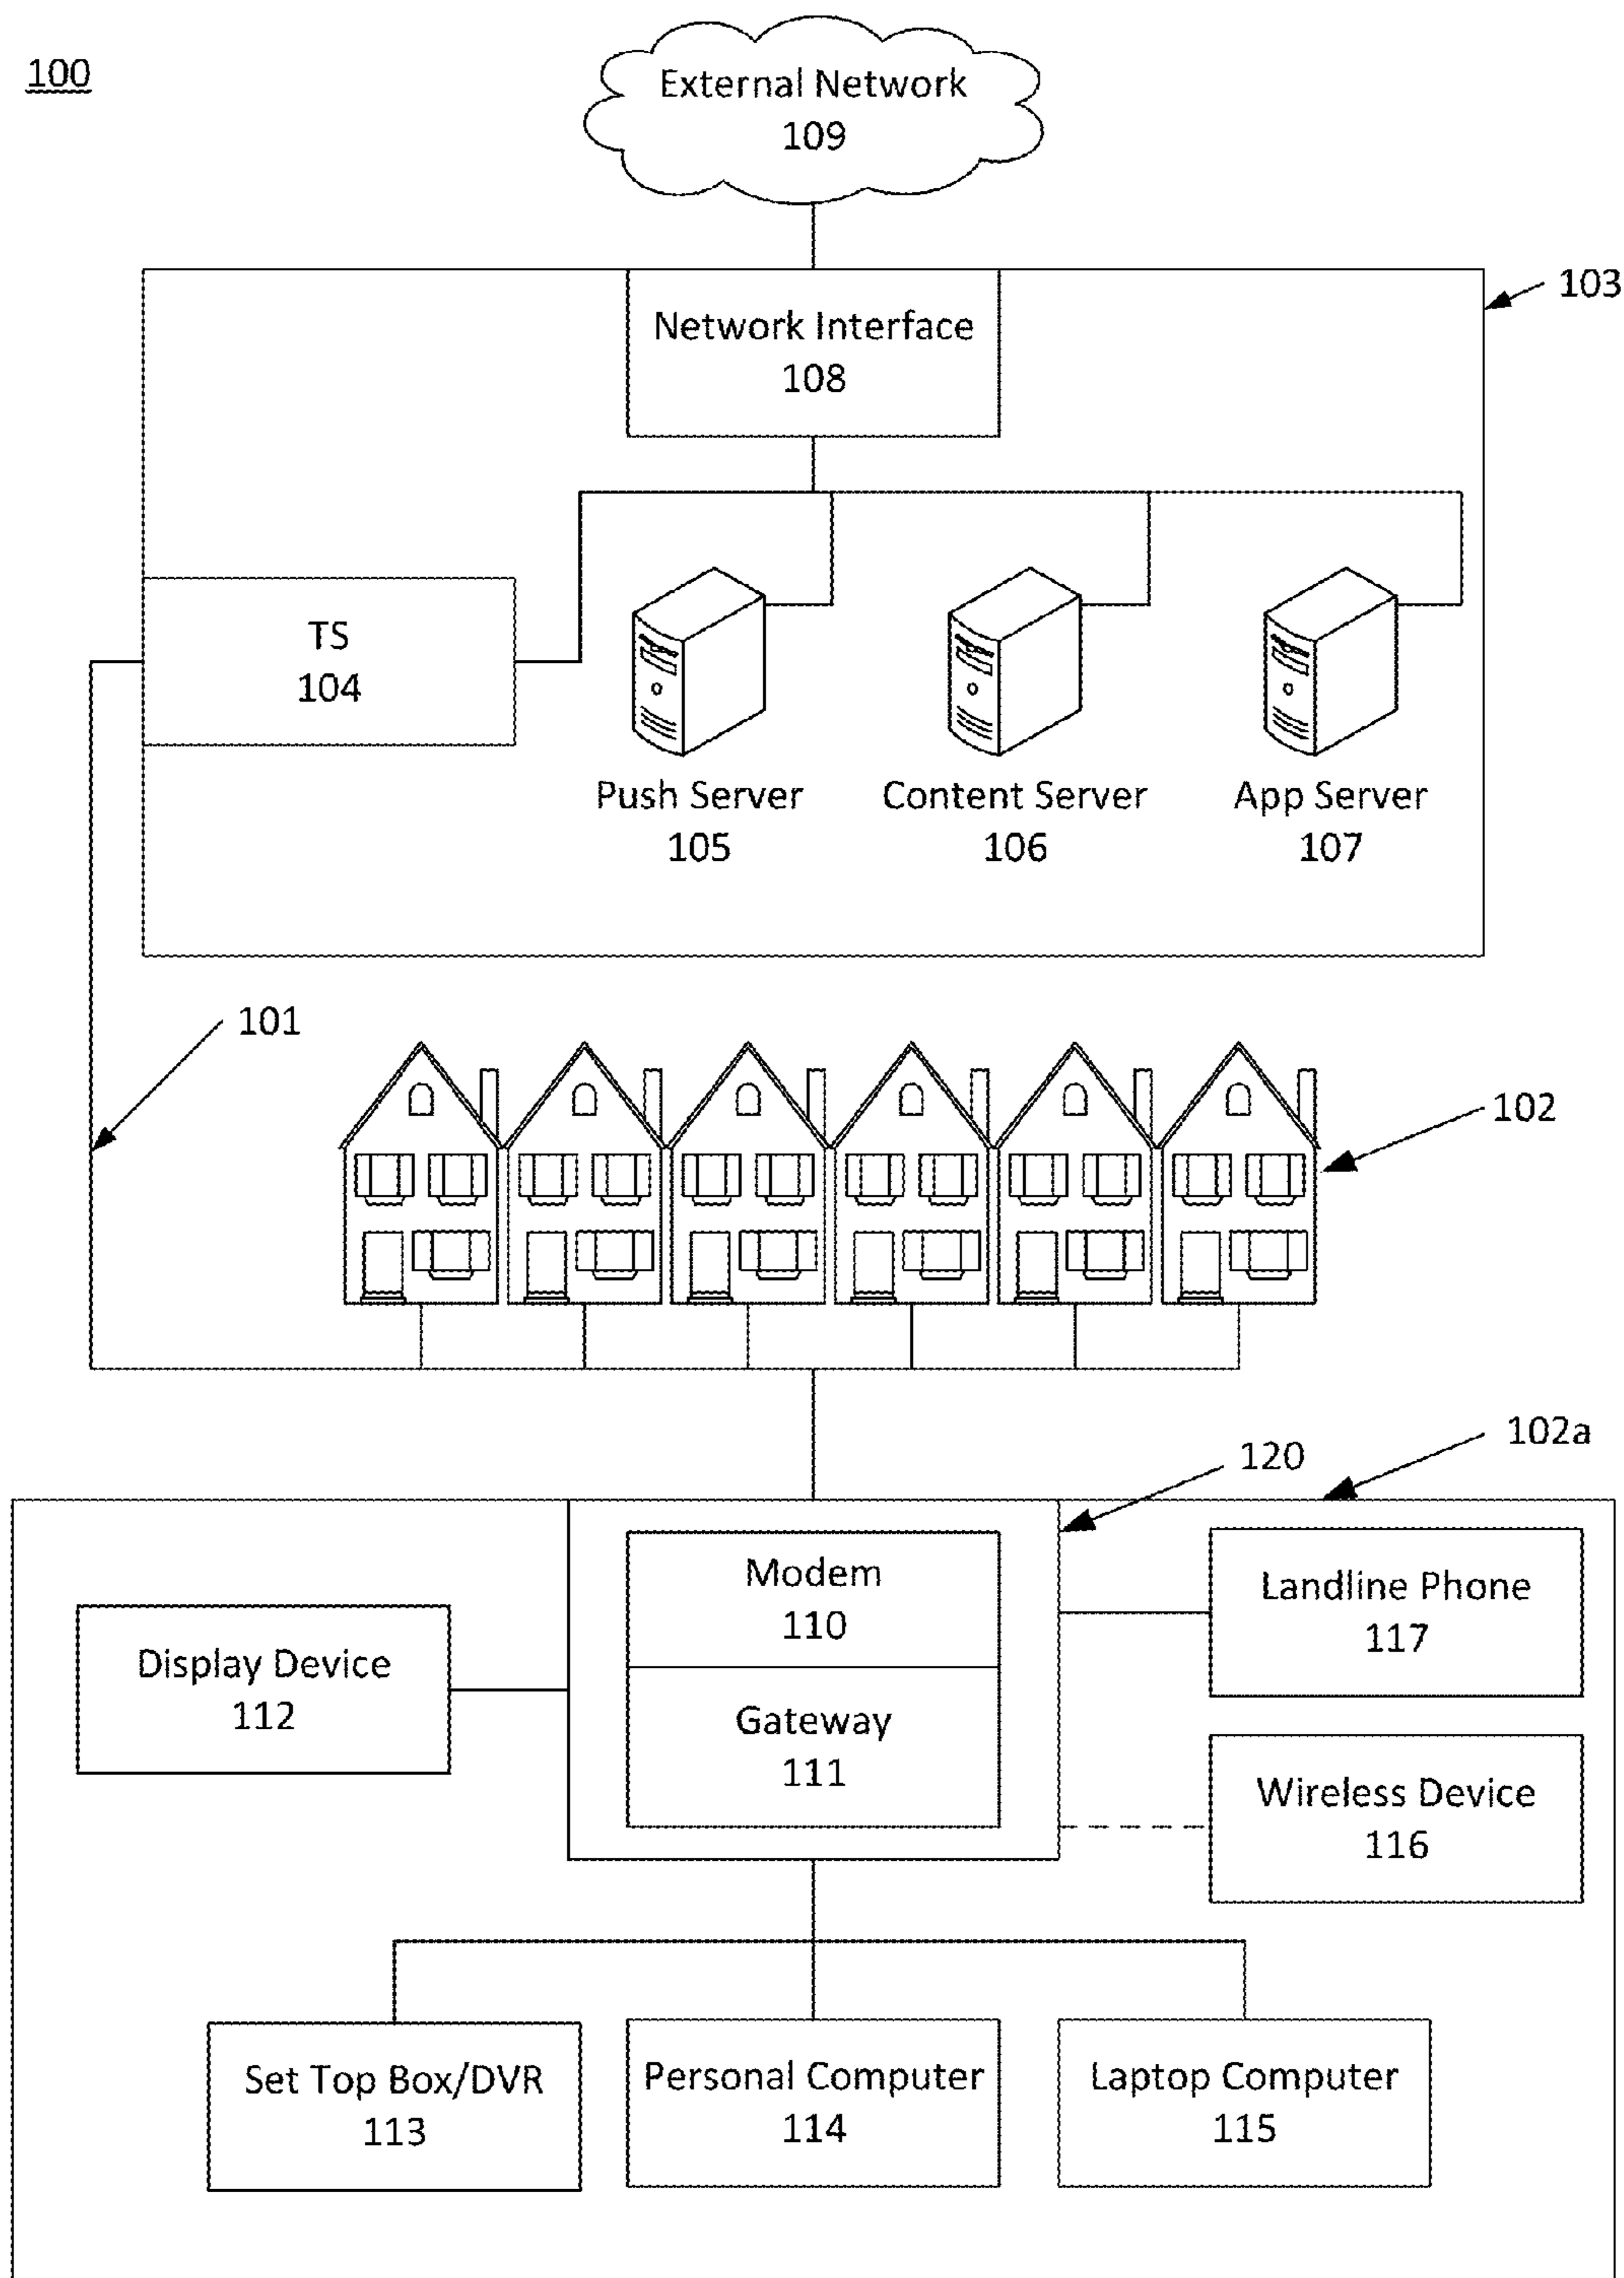 100
External Network
109
103
Network Interface
108
TS
104
Push Server
105
Content Server
106
App Server
107
101
102
102a
120
Modem
110
Landline Phone
117
Display Device
112
Gateway
111
Wireless Device
116
Set Top Box/DVR
113
Personal Computer
114
Laptop Computer
115